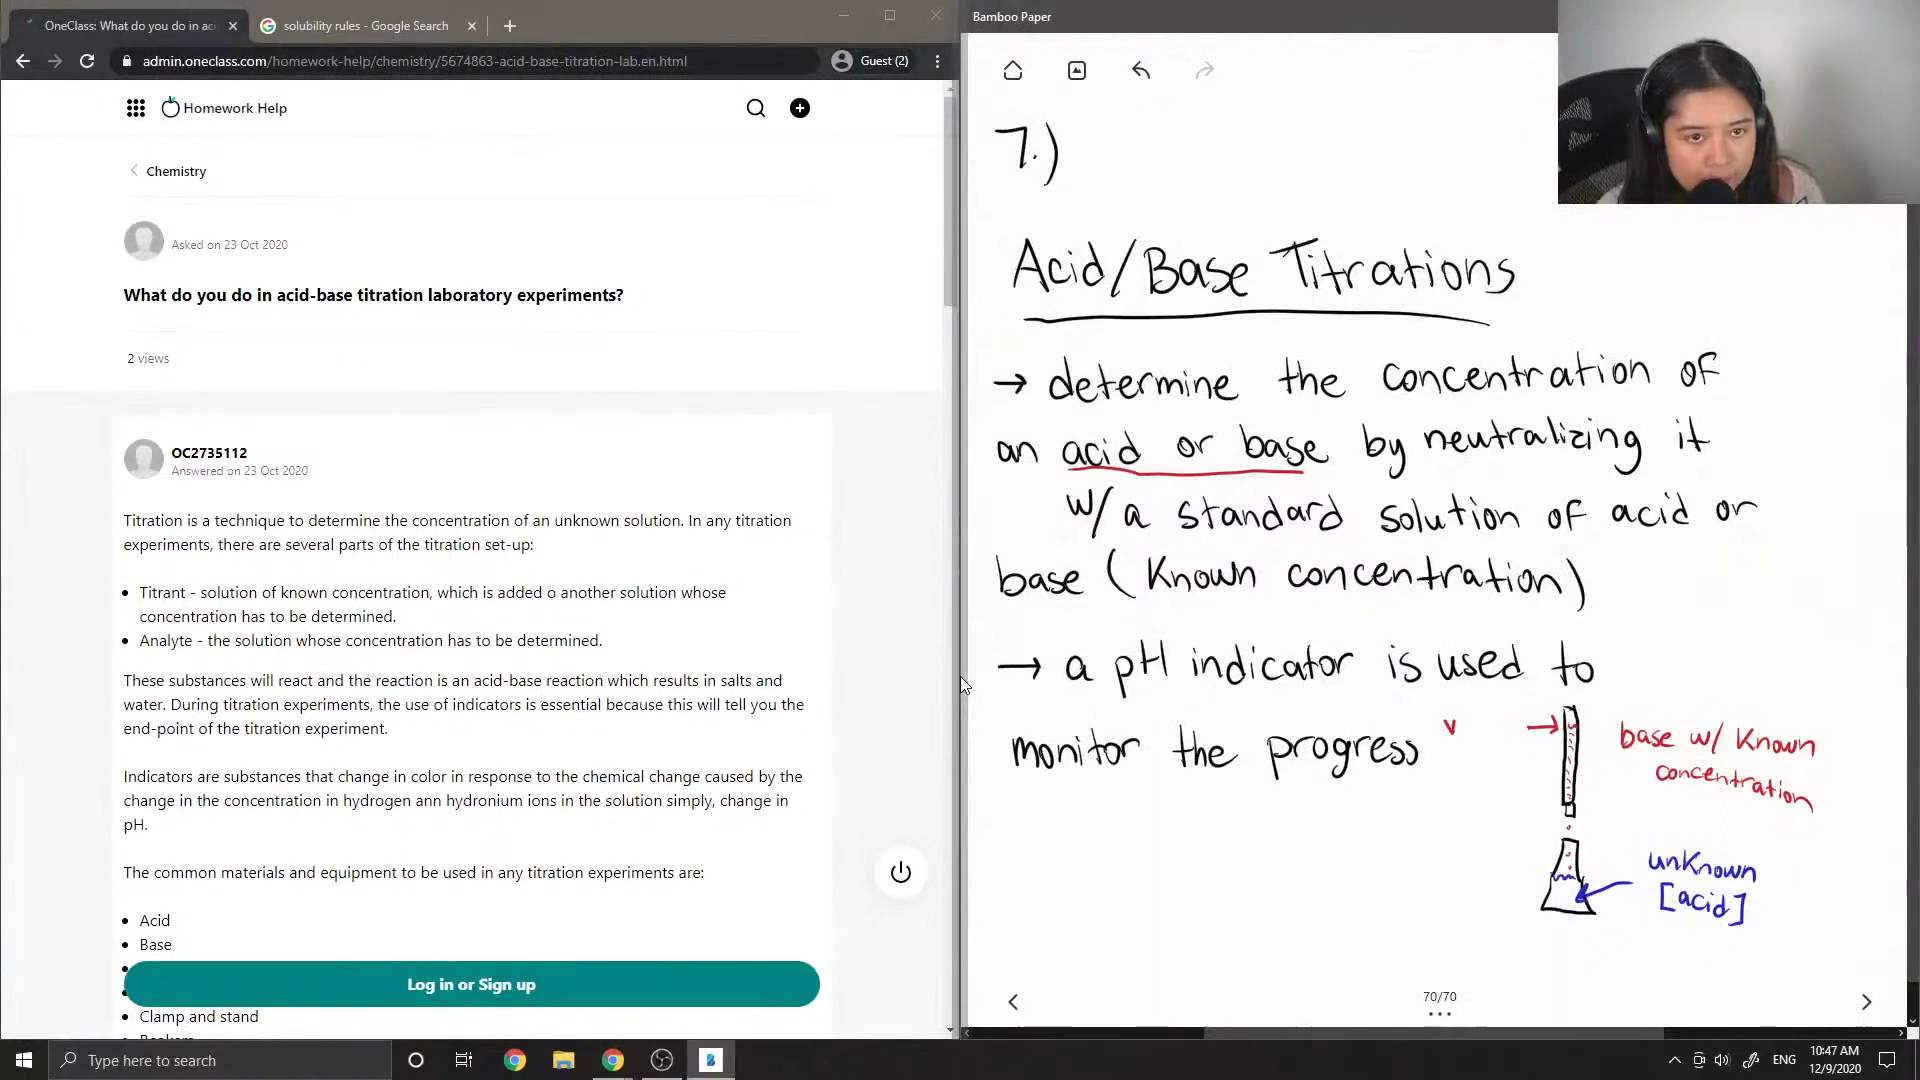 OneClass: What do you do in ac
solubility rules - Google Search
admin.oneclass.com/homework-help/chemistry/5674863-acid-base-titration-lab.en.html
Guest (2)
Homework Help
Chemistry
Asked on 23 Oct 2020
What do you do in acid-base titration laboratory experiments?
2 views
OC2735112
Answered on 23 Oct 2020
Titration is a technique to determine the concentration of an unknown solution. In any titration
experiments, there are several parts of the titration set-up:
• Titrant - solution of known concentration, which is added o another solution whose
concentration has to be determined.
• Analyte - the solution whose concentration has to be determined.
These substances will react and the reaction is an acid-base reaction which results in salts and
water. During titration experiments, the use of indicators is essential because this will tell you the
end-point of the titration experiment.
Indicators are substances that change in color in response to the chemical change caused by the
change in the concentration in hydrogen ann hydronium ions in the solution simply, change in
pH.
The common materials and equipment to be used in any titration experiments are:
• Acid
• Base
Log in or Sign up
Clamp and stand
Bamboo Paper
7.)
Acid/Base Titrations
→ determine the concentration of
an acid or base by neutralizing it
w/ a standard solution of acid or
base (Known concentration)
→ a pH indicator is used to
monitor the progress
v
base w/ Known
concentration
unKnown
[acid]
70/70
Type here to search
ENG
10:47 AM
12/9/2020